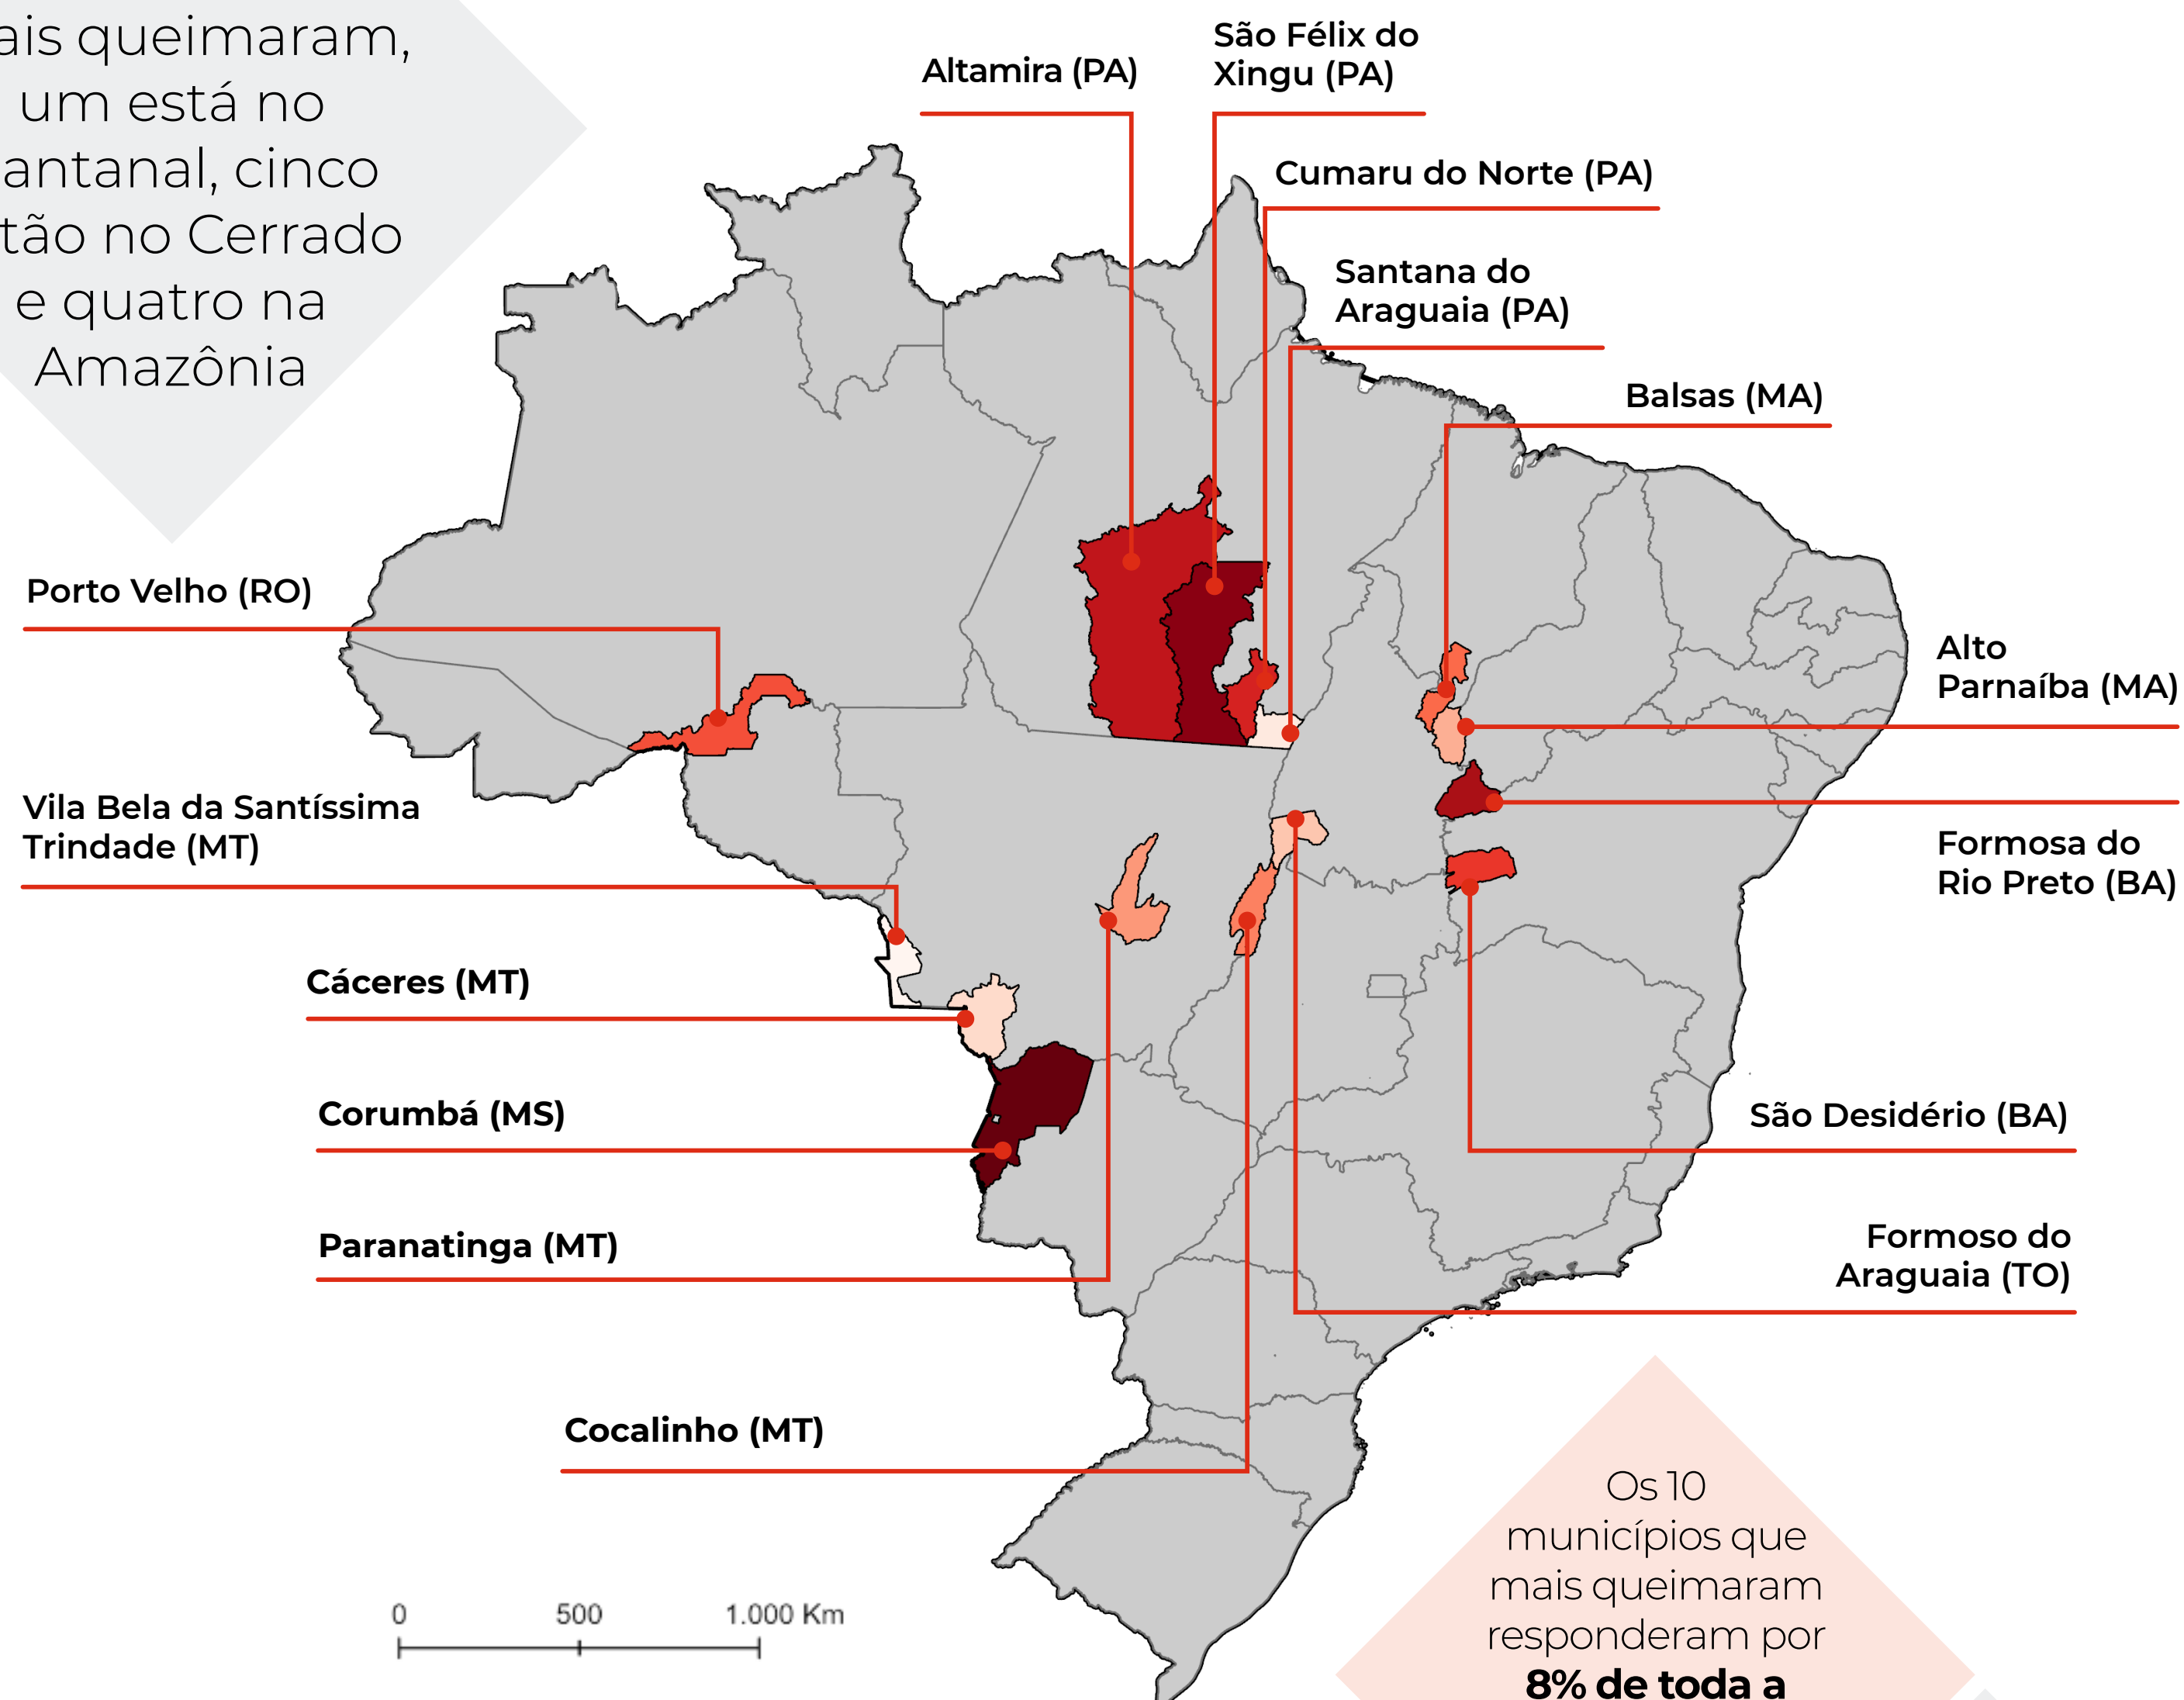 ais queimaram,
um está no
antanal, cinco
tão no Cerrado
e quatro na
Amazônia
Altamira (PA)
São Félix do
Xingu (PA)
Cumaru do Norte (PA)
Santana do
Araguaia (PA)
Balsas (MA)
Porto Velho (RO)
Alto
Parnaíba (MA)
Vila Bela da Santíssima
Trindade (MT)
Formosa do
Rio Preto (BA)
Cáceres (MT)
Corumbá (MS)
São Desidério (BA)
Paranatinga (MT)
Formoso do
Araguaia (TO)
Cocalinho (MT)
Os 10
municípios que
mais queimaram
responderam por
8% de toda a
0 500 1.000 Km